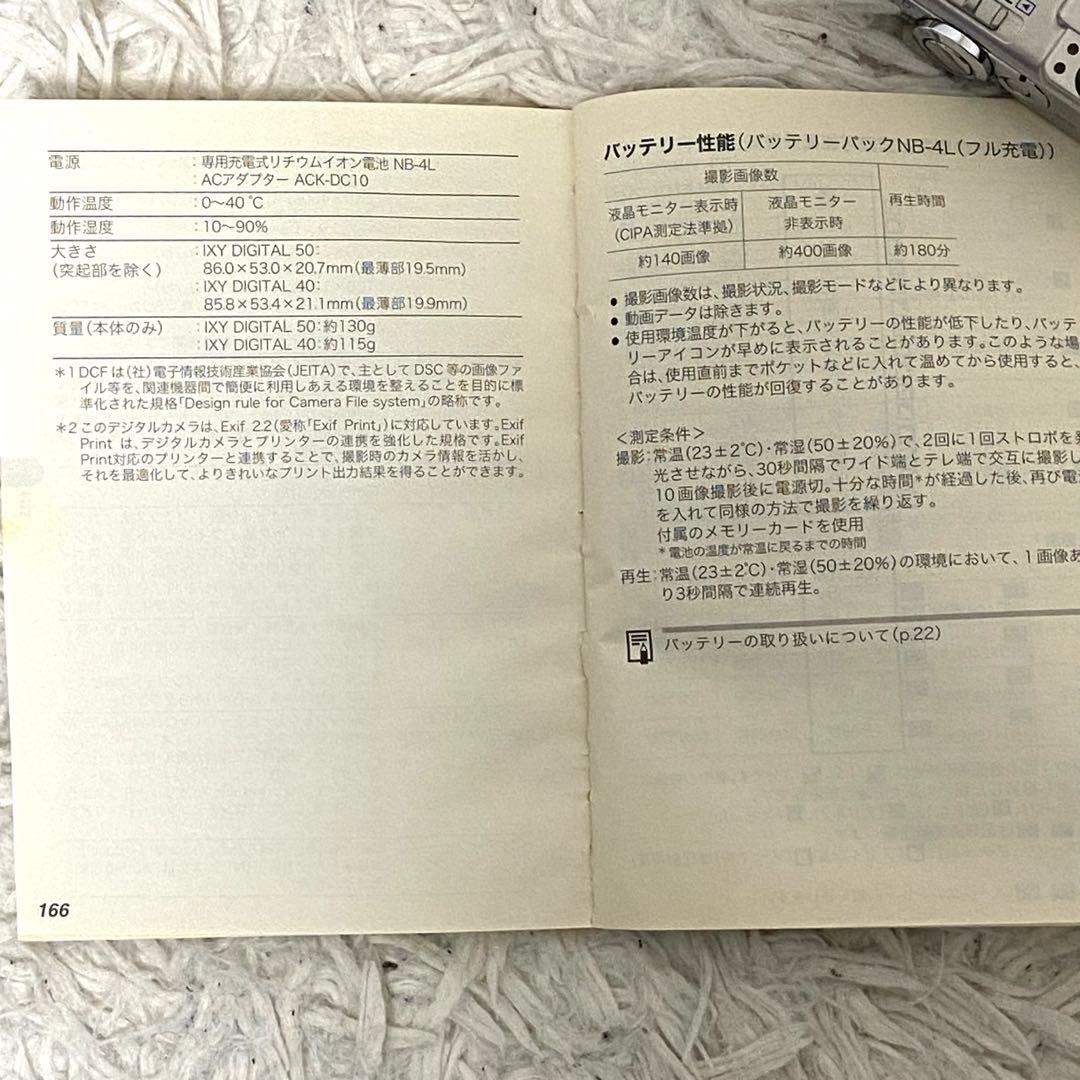 電源 :専用充電式リチウムイオン電池 NB-4L
:ACアダプター ACK-DC10
動作温度 :0〜40℃
動作湿度 :10〜90%
大きさ :IXY DIGITAL 50:
(突起部を除く) 86.0×53.0×20.7mm(最薄部19.5mm)
:IXY DIGITAL 40:
85.8×53.4×21.1mm(最薄部19.9mm)
質量(本体のみ) :IXY DIGITAL 50:約130g
:IXY DIGITAL 40:約115g
*1 DCFは(社)電子情報技術産業協会(JEITA)で、主としてDSC等の画像ファ
イル等を、関連機器間で簡便に利用しあえる環境を整えることを目的に標
準化された規格「Design rule for Camera File system」の略称です。
*2 このデジタルカメラは、Exif 2.2(愛称「Exif Print」)に対応しています。Exif
Print は、デジタルカメラとプリンターの連携を強化した規格です。Exif
Print対応のプリンターと連携することで、撮影時のカメラ情報を活かし、
それを最適化して、よりきれいなプリント出力結果を得ることができます。
166
バッテリー性能(バッテリーパックNB-4L(フル充電))
撮影画像数
再生時間
液晶モニター表示時 液晶モニター
(CIPA測定法準拠) 非表示時
約140画像 約400画像 約180分
● 撮影画像数は、撮影状況、撮影モードなどにより異なります。
● 動画データは除きます。
● 使用環境温度が下がると、バッテリーの性能が低下したり、バッテ
リーアイコンが早めに表示されることがあります。このような場
合は、使用直前までポケットなどに入れて温めてから使用すると、
バッテリーの性能が回復することがあります。
<測定条件>
撮影:常温(23±2℃)・常湿(50±20%)で、2回に1回ストロボを発
光させながら、30秒間隔でワイド端とテレ端で交互に撮影し
10画像撮影後に電源切。十分な時間*が経過した後、再び電
を入れて同様の方法で撮影を繰り返す。
付属のメモリーカードを使用
*電池の温度が常温に戻るまでの時間
再生:常温(23±2℃)・常湿(50±20%)の環境において、1画像あ
り3秒間隔で連続再生。
バッテリーの取り扱いについて(p.22)